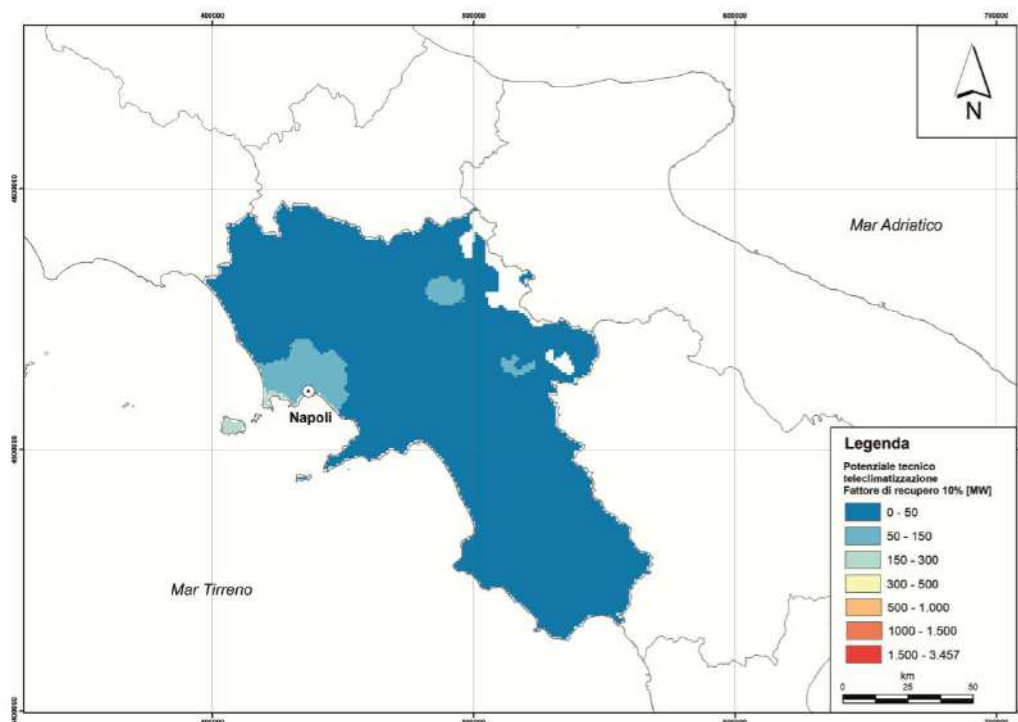 400000 500000 600000 700000
N
4600000
Mar Adriatico
Napoli
4500000
Legenda
Potenziale tecnico
teleclimatizzazione
Fattore di recupero 10% [MW]
0 - 50
50 - 150
150 - 300
300 - 500
500 - 1.000
1000 - 1.500
1.500 - 3.457
km
0 25 50
Mar Tirreno